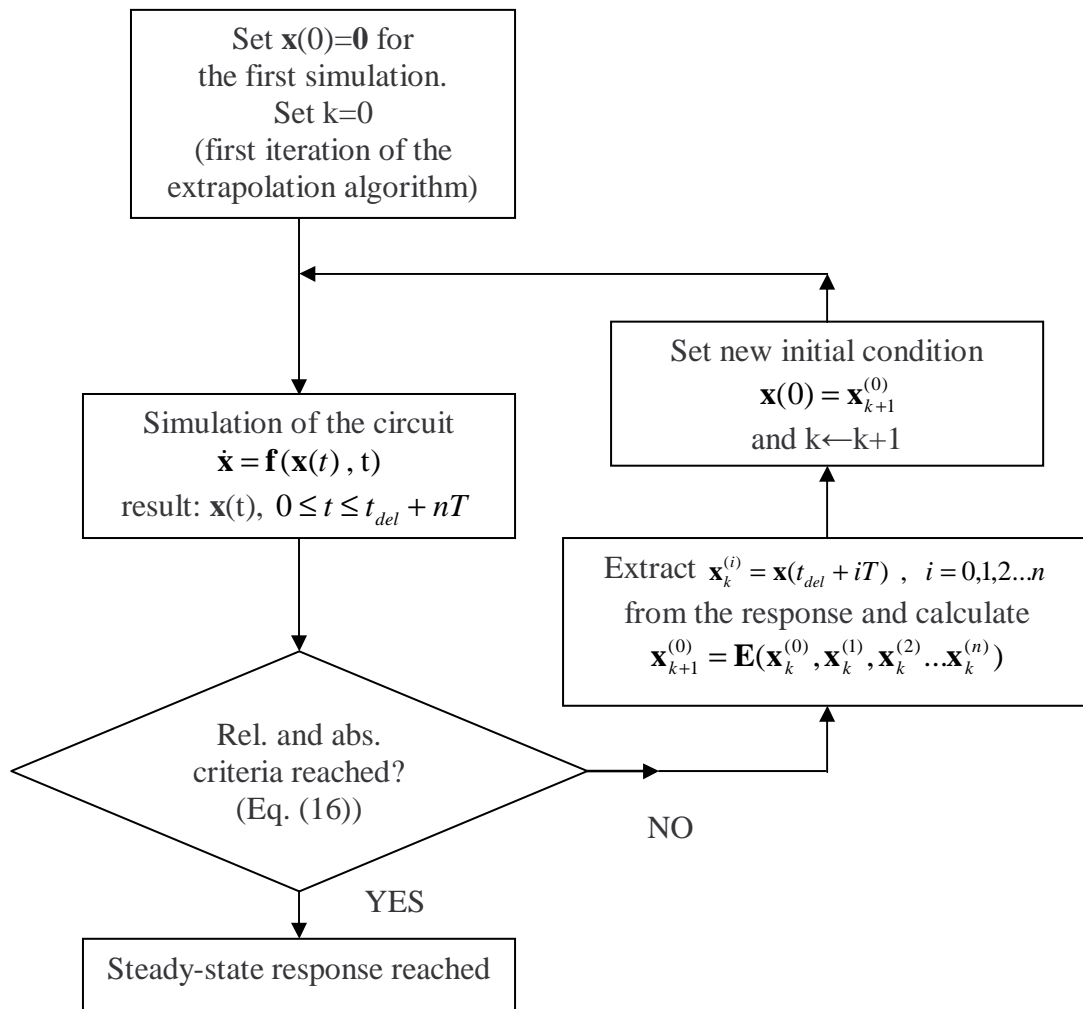 Set x(0)=0 for
the first simulation.
Set k=0
(first iteration of the
extrapolation algorithm)
Set new initial condition
x(0) = x_{k+1}^{(0)}
and k←k+1
Simulation of the circuit
ẋ = f(x(t) , t)
result: x(t), 0 ≤ t ≤ t_{del} + nT
Extract x_k^{(i)} = x(t_{del} + iT) , i = 0,1,2...n
from the response and calculate
x_{k+1}^{(0)} = E(x_k^{(0)}, x_k^{(1)}, x_k^{(2)}...x_k^{(n)})
Rel. and abs.
criteria reached?
(Eq. (16))
NO
YES
Steady-state response reached